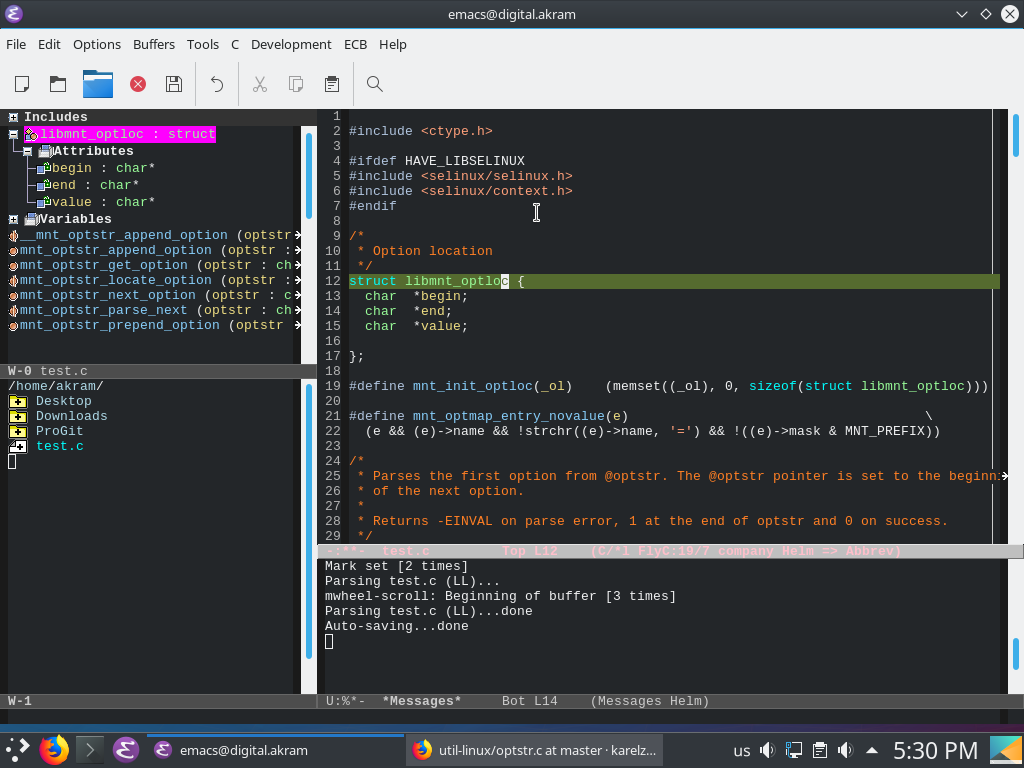 emacs@digital.akram
File Edit Options Buffers Tools C Development ECB Help
Includes
libmnt_optloc : struct
Attributes
begin : char*
end : char*
value : char*
Variables
__mnt_optstr_append_option (optstr
mnt_optstr_append_option (optstr :
mnt_optstr_get_option (optstr : ch
mnt_optstr_locate_option (optstr :
mnt_optstr_next_option (optstr : c
mnt_optstr_parse_next (optstr : ch
mnt_optstr_prepend_option (optstr
W-0 test.c
/home/akram/
Desktop
Downloads
ProGit
test.c
W-1
1
2 #include <ctype.h>
3
4 #ifdef HAVE_LIBSELINUX
5 #include <selinux/selinux.h>
6 #include <selinux/context.h>
7 #endif
8
9 /*
10  * Option location
11  */
12 struct libmnt_optloc {
13   char  *begin;
14   char  *end;
15   char  *value;
16
17 };
18
19 #define mnt_init_optloc(_ol)    (memset((_ol), 0, sizeof(struct libmnt_optloc)))
20
21 #define mnt_optmap_entry_novalue(e)                                     \
22   (e && (e)->name && !strchr((e)->name, '=') && !((e)->mask & MNT_PREFIX))
23
24 /*
25  * Parses the first option from @optstr. The @optstr pointer is set to the beginn
26  * of the next option.
27  *
28  * Returns -EINVAL on parse error, 1 at the end of optstr and 0 on success.
29  */
-:**-  test.c         Top L12    (C/*l FlyC:19/7 company Helm => Abbrev)
Mark set [2 times]
Parsing test.c (LL)...
mwheel-scroll: Beginning of buffer [3 times]
Parsing test.c (LL)...done
Auto-saving...done
U:%*-  *Messages*     Bot L14    (Messages Helm)
emacs@digital.akram
util-linux/optstr.c at master · karelz...
us
5:30 PM